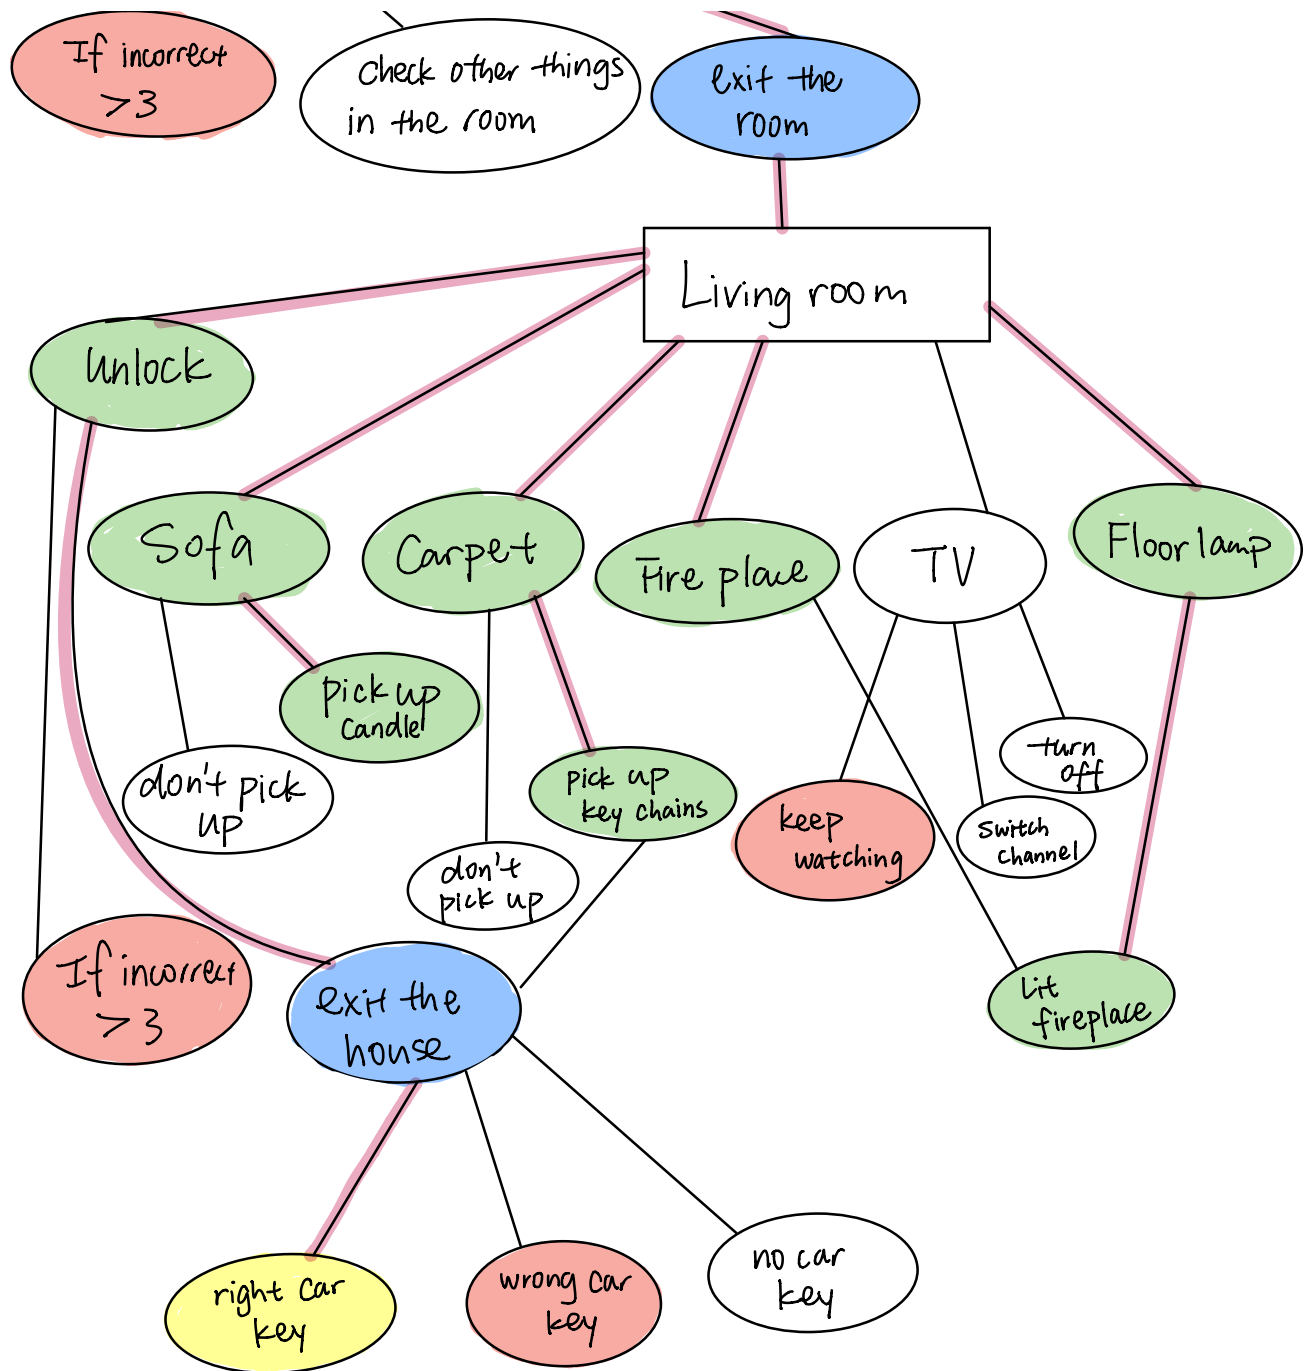 If incorrect
>3
check other things
in the room
exit the
room
Living room
Unlock
Sofa
Carpet
Fire place
TV
Floor lamp
pick up
candle
don't pick
up
pick up
key chains
turn
off
keep
watching
switch
channel
don't
pick up
If incorrect
>3
exit the
house
Lit
fireplace
right car
key
wrong car
key
no car
key